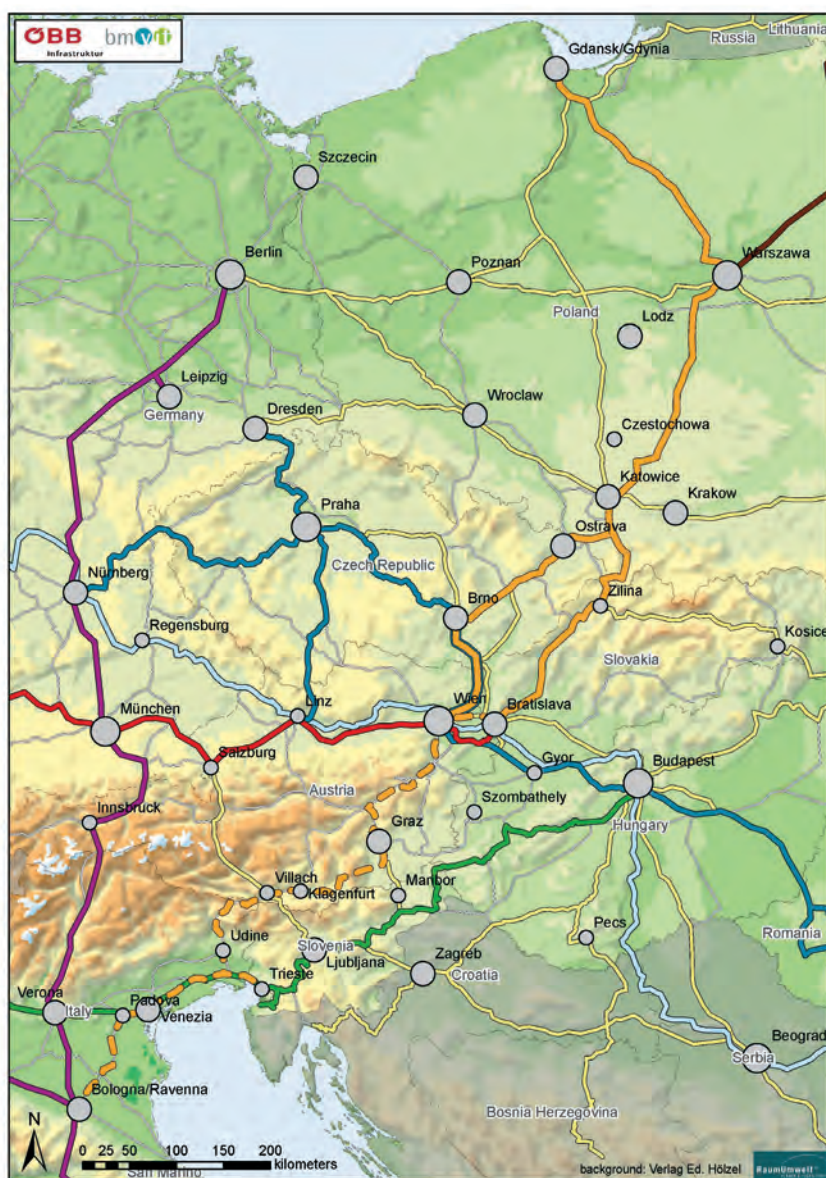 ÖBB
Infrastruktur
bmvit
Gdansk/Gdynia
Russia
Lithuania
Szczecin
Berlin
Poznan
Warszawa
Poland
Lodz
Leipzig
Germany
Dresden
Wroclaw
Czestochowa
Katowice
Krakow
Praha
Ostrava
Czech Republic
Nürnberg
Brno
Zilina
Regensburg
Kosice
Slovakia
München
Linz
Wien
Bratislava
Salzburg
Gyor
Budapest
Austria
Innsbruck
Szombathely
Graz
Hungary
Villach
Klagenfurt
Maribor
Udine
Slovenia
Ljubljana
Pecs
Romania
Zagreb
Croatia
Trieste
Verona
Italy
Padova
Venezia
Beograd
Serbia
Bologna/Ravenna
Bosnia Herzegovina
N
0 25 50 100 150 200
kilometers
San Marino
background: Verlag Ed. Hölzel
RaumUmwelt